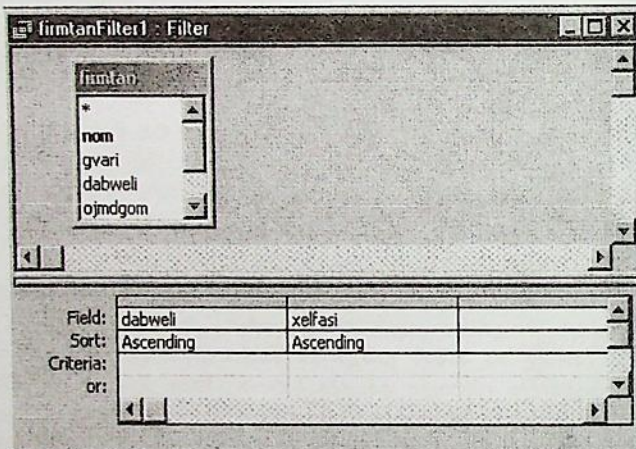 firmtanFilter1 : Filter
firmtan
*
nom
gvari
dabweli
ojmdgom
Field: dabweli xelfasi
Sort: Ascending Ascending
Criteria:
or: